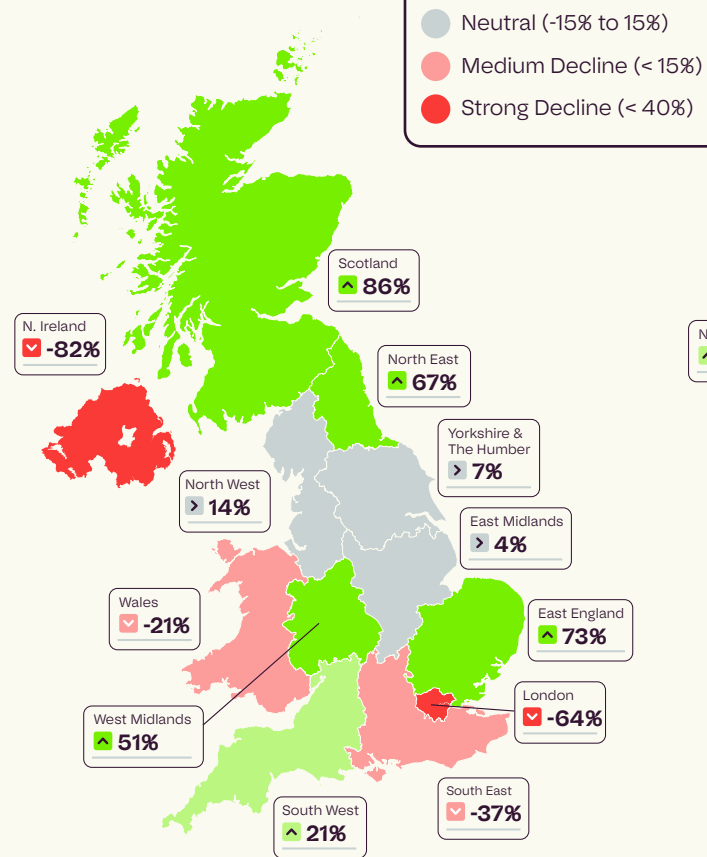 Neutral (-15% to 15%)
Medium Decline (< 15%)
Strong Decline (< 40%)
Scotland
86%
N. Ireland
-82%
N
North East
67%
Yorkshire &
The Humber
7%
North West
14%
East Midlands
4%
Wales
-21%
East England
73%
London
-64%
West Midlands
51%
South East
-37%
South West
21%